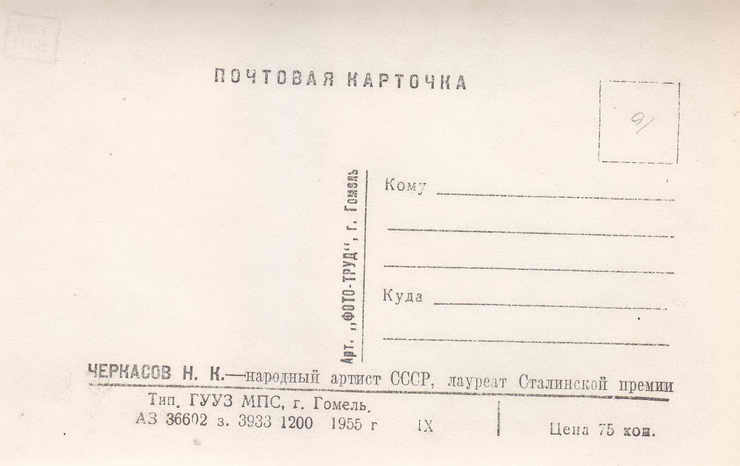 ПОЧТОВАЯ КАРТОЧКА
Арт. „ФОТО-ТРУД“, г. Гомель
Кому
Куда
ЧЕРКАСОВ Н. К.—народный артист СССР, лауреат Сталинской премии
Тип. ГУУЗ МПС, г. Гомель.
АЗ 36602 з. 3933 1200 1955 г IX
Цена 75 коп.